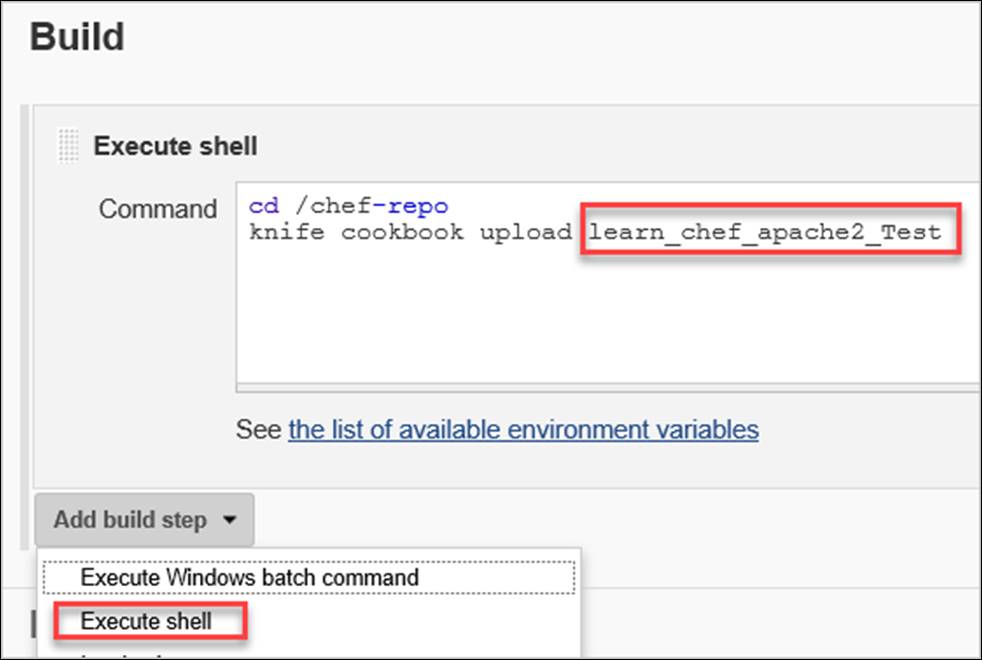 Build
Execute shell
Command
cd /chef-repo
knife cookbook upload learn_chef_apache2_Test
See the list of available environment variables
Add build step
Execute Windows batch command
Execute shell